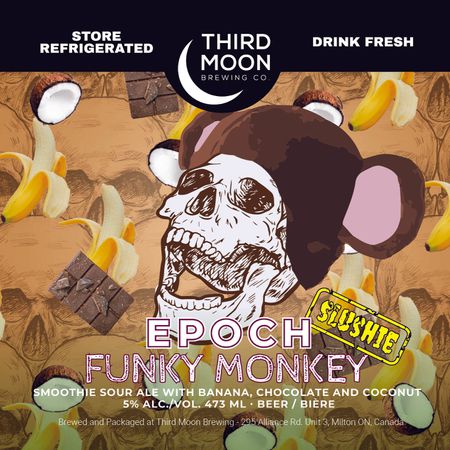 STORE
REFRIGERATED
THIRD
MOON
BREWING CO.
DRINK FRESH
SLUSHIE
EPOCH
FUNKY MONKEY
SMOOTHIE SOUR ALE WITH BANANA, CHOCOLATE AND COCONUT
5% ALC./VOL. 473 ML · BEER / BIÈRE
Brewed and Packaged at Third Moon Brewing - 295 Alliance Rd. Unit 3, Milton ON, Canada